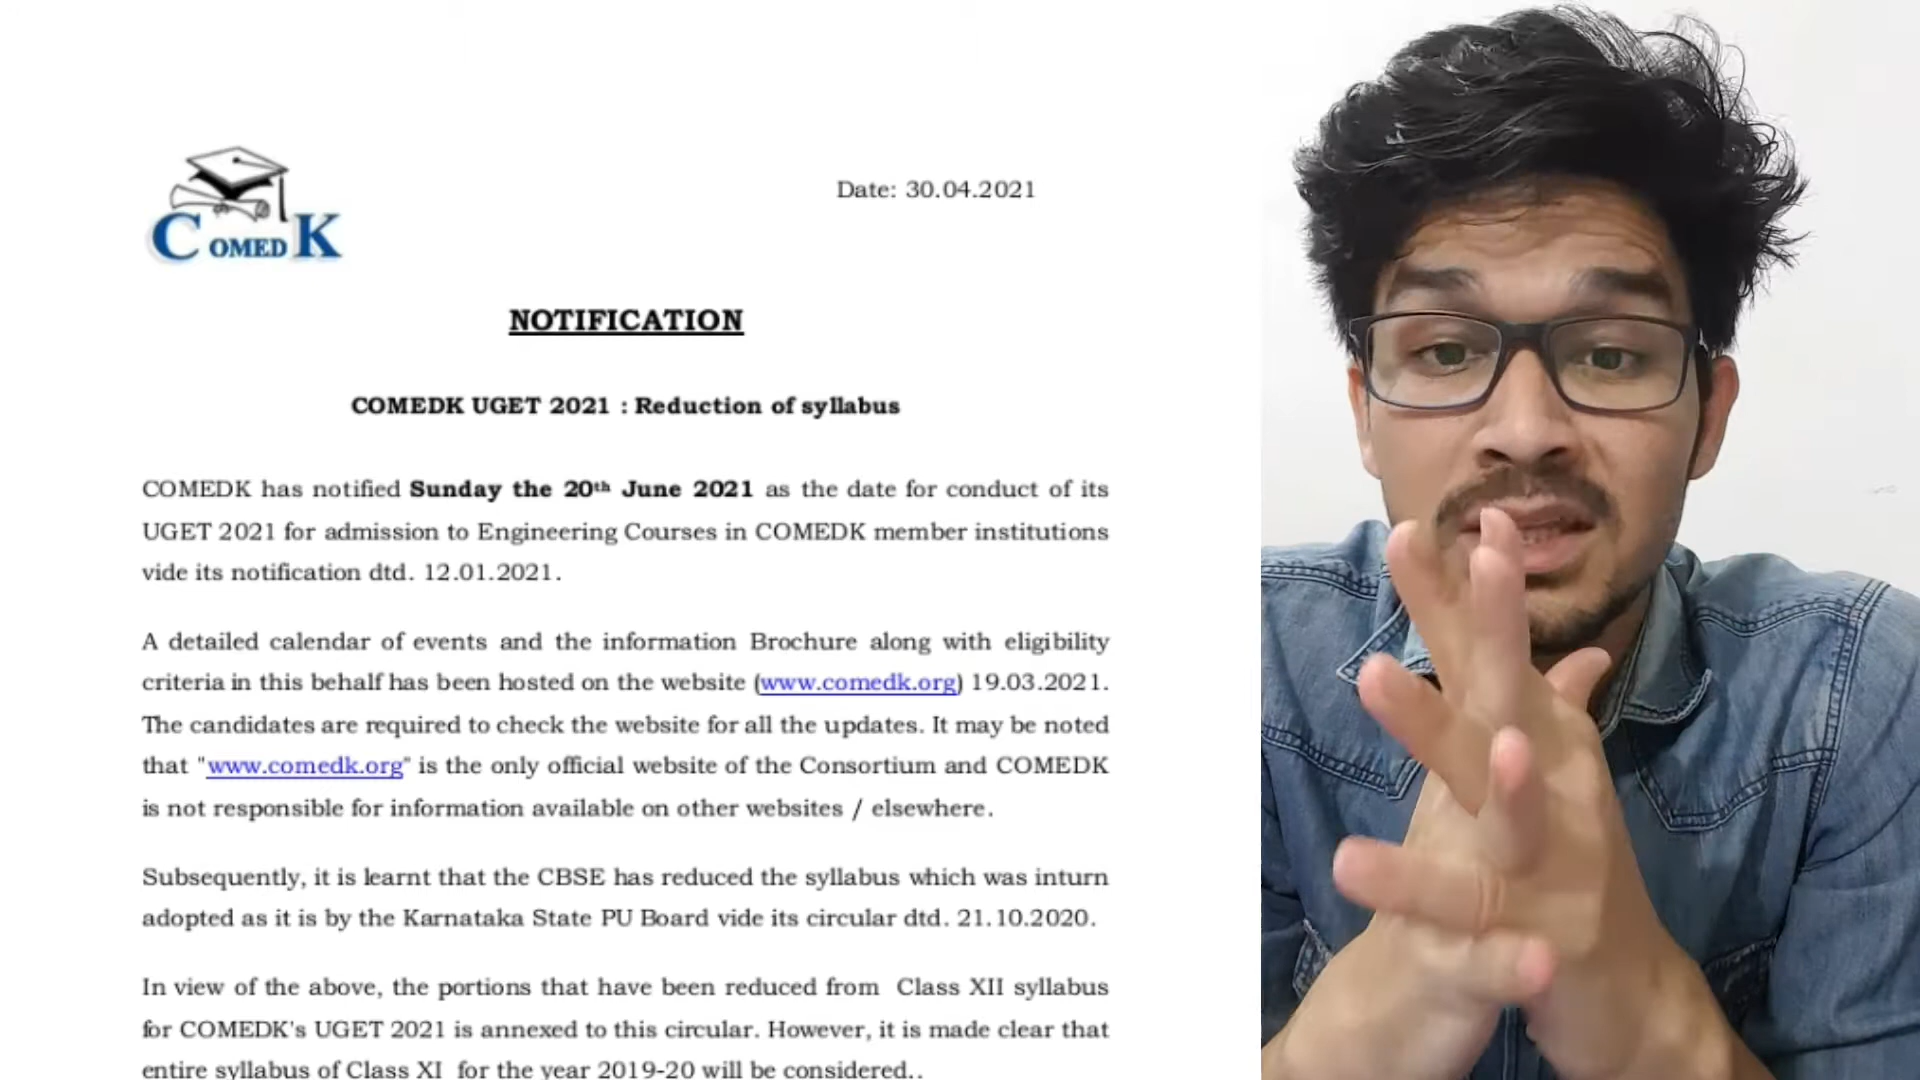 COMEDK
Date: 30.04.2021
NOTIFICATION
COMEDK UGET 2021 : Reduction of syllabus
COMEDK has notified Sunday the 20th June 2021 as the date for conduct of its
UGET 2021 for admission to Engineering Courses in COMEDK member institutions
vide its notification dtd. 12.01.2021.
A detailed calendar of events and the information Brochure along with eligibility
criteria in this behalf has been hosted on the website (www.comedk.org) 19.03.2021.
The candidates are required to check the website for all the updates. It may be noted
that "www.comedk.org" is the only official website of the Consortium and COMEDK
is not responsible for information available on other websites / elsewhere.
Subsequently, it is learnt that the CBSE has reduced the syllabus which was inturn
adopted as it is by the Karnataka State PU Board vide its circular dtd. 21.10.2020.
In view of the above, the portions that have been reduced from Class XII syllabus
for COMEDK's UGET 2021 is annexed to this circular. However, it is made clear that
entire syllabus of Class XI for the year 2019-20 will be considered..